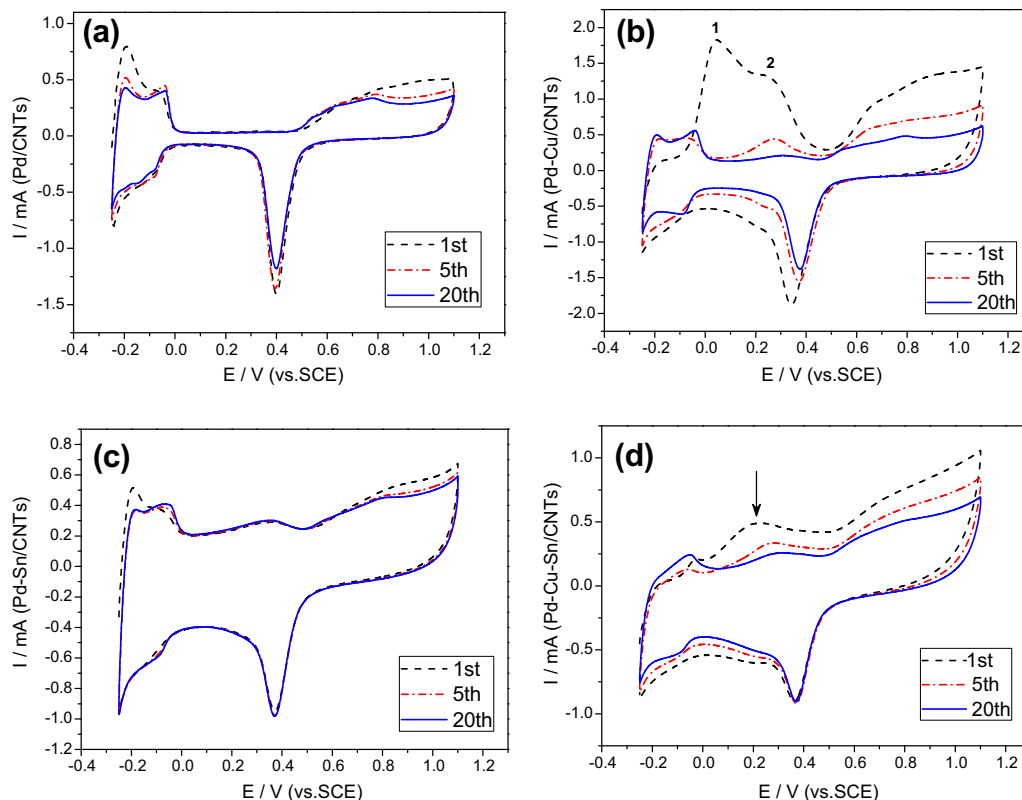 (a)
I / mA (Pd/CNTs)
1.0
0.5
0.0
-0.5
-1.0
-1.5
1st
5th
20th
-0.4 -0.2 0.0 0.2 0.4 0.6 0.8 1.0 1.2
E / V (vs.SCE)
(b)
I / mA (Pd-Cu/CNTs)
2.0
1.5
1.0
0.5
0.0
-0.5
-1.0
-1.5
-2.0
1
2
1st
5th
20th
-0.4 -0.2 0.0 0.2 0.4 0.6 0.8 1.0 1.2
E / V (vs.SCE)
(c)
I / mA (Pd-Sn/CNTs)
0.8
0.6
0.4
0.2
0.0
-0.2
-0.4
-0.6
-0.8
-1.0
-1.2
1st
5th
20th
-0.2 0.0 0.2 0.4 0.6 0.8 1.0 1.2
E / V (vs.SCE)
(d)
I / mA (Pd-Cu-Sn/CNTs)
1.0
0.5
0.0
-0.5
-1.0
1st
5th
20th
-0.4 -0.2 0.0 0.2 0.4 0.6 0.8 1.0 1.2
E / V (vs.SCE)